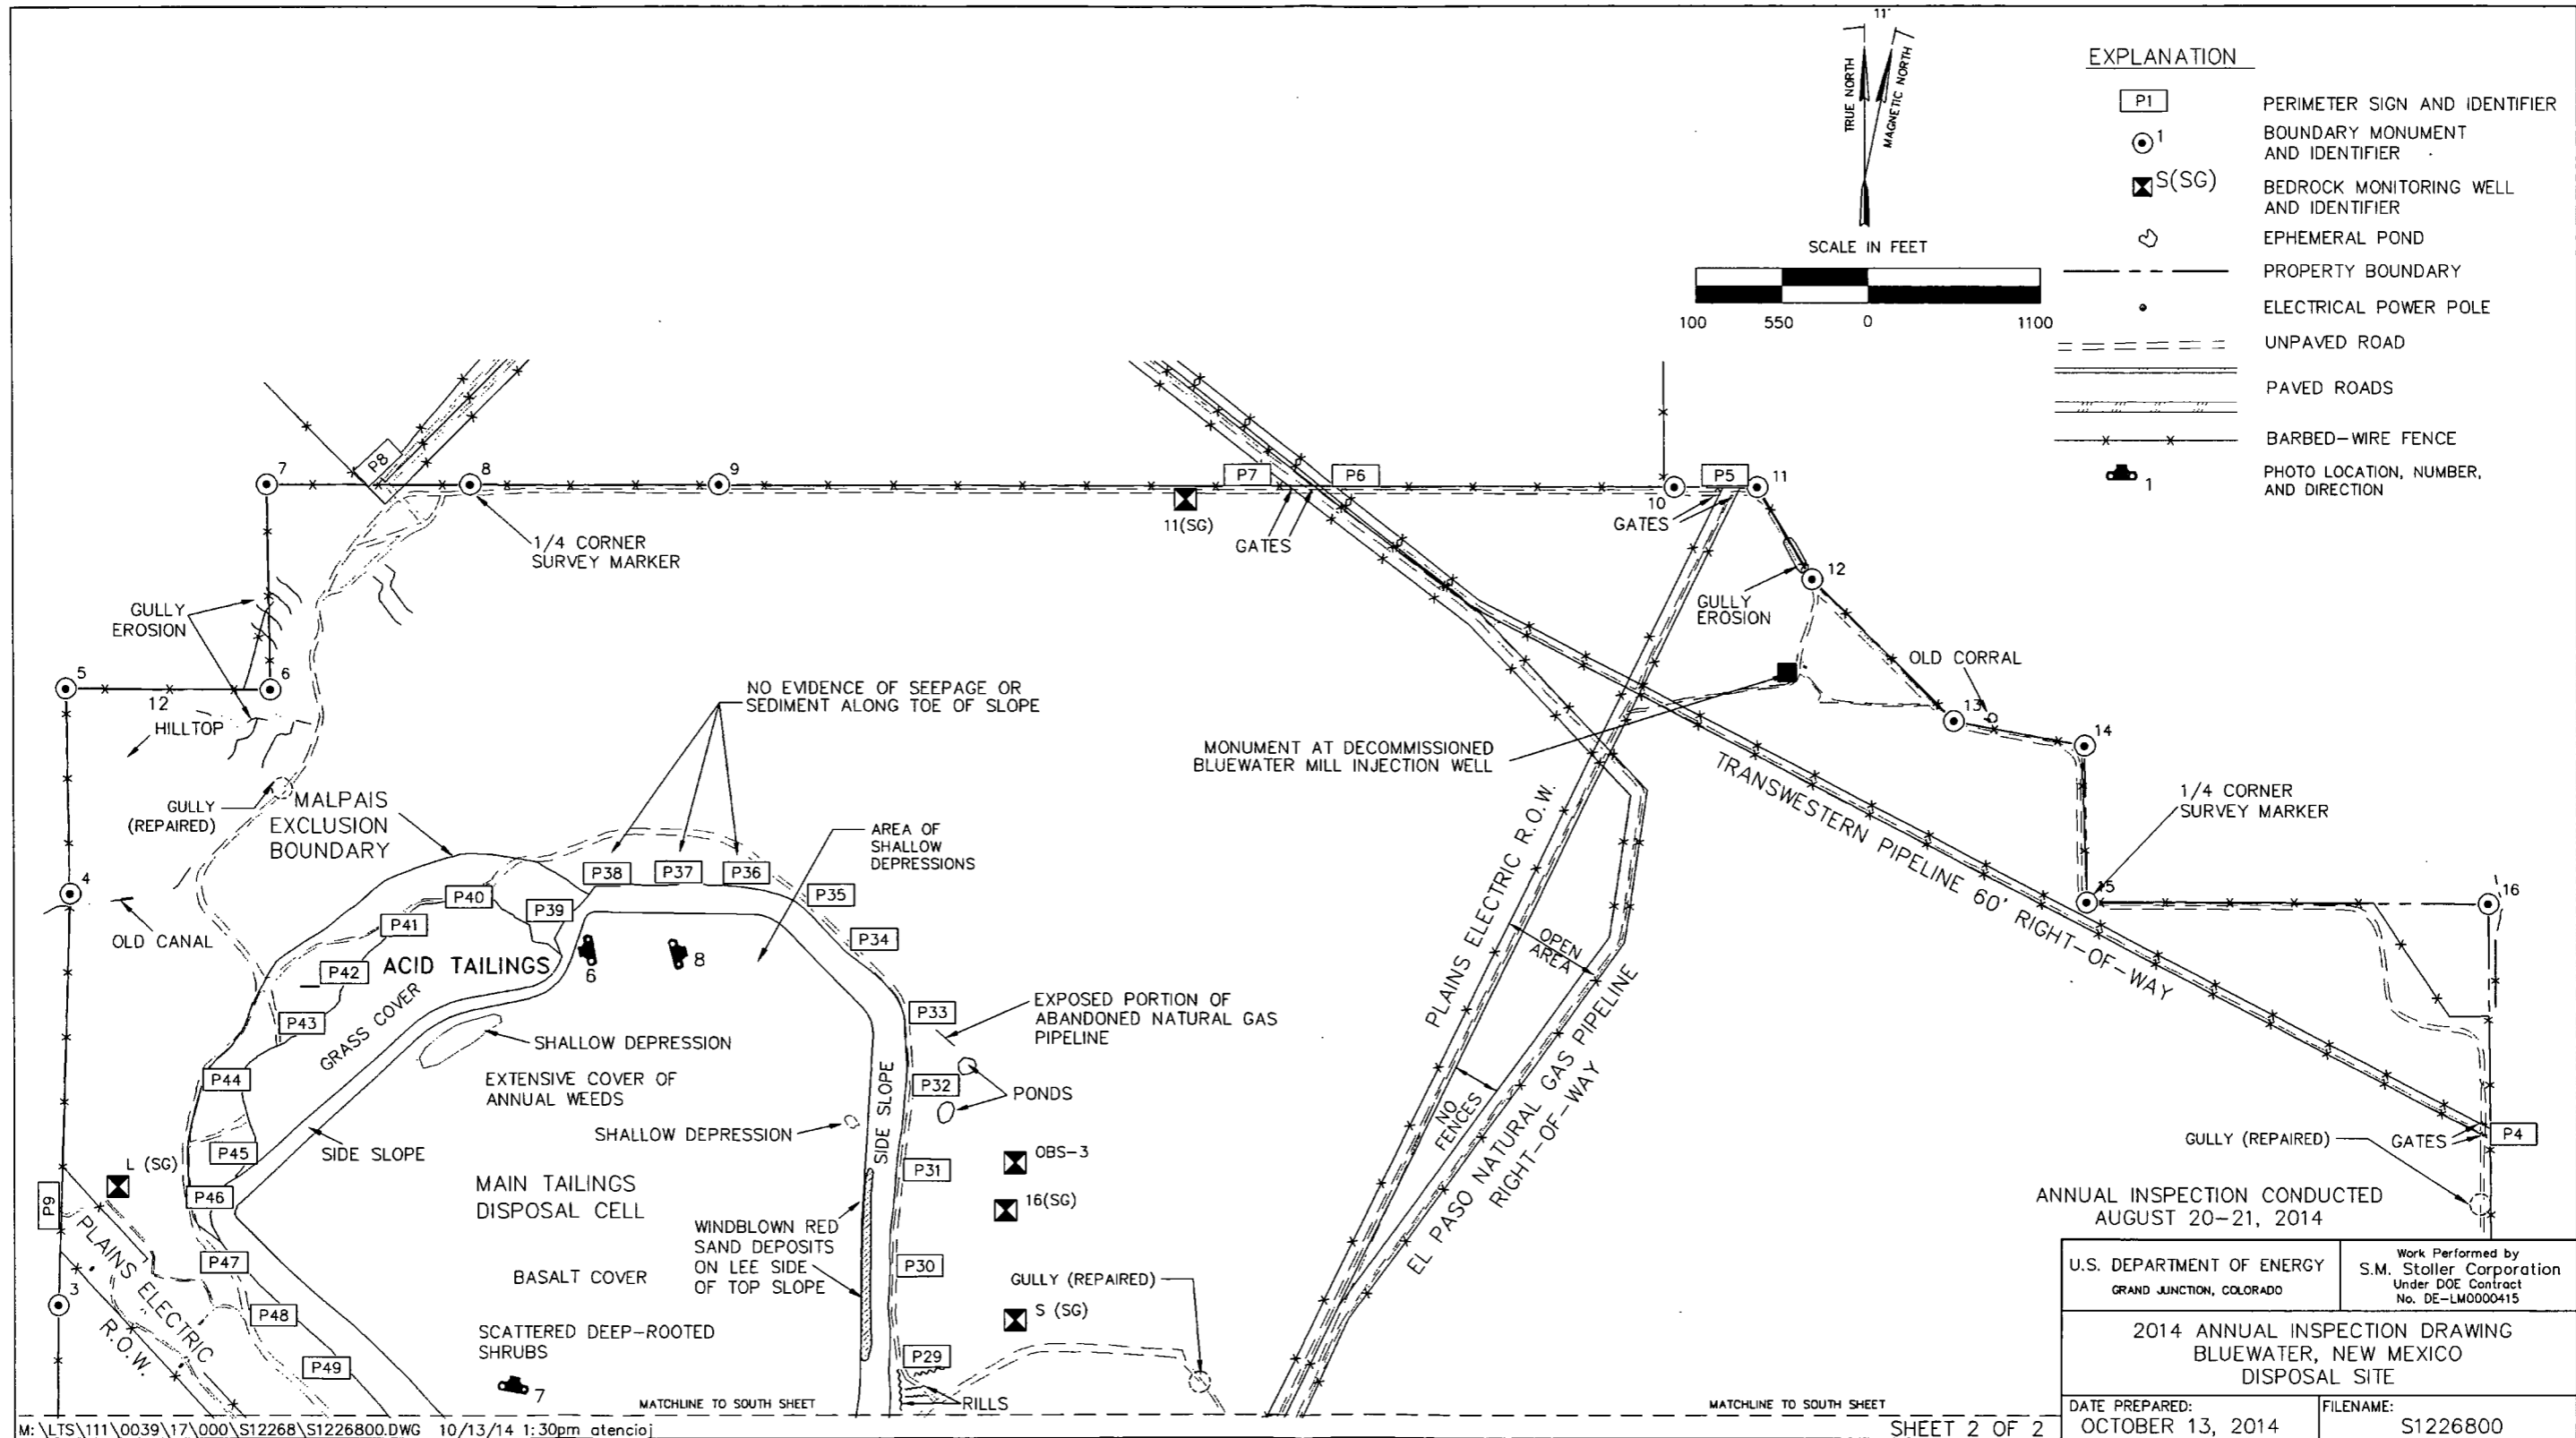 11'
TRUE NORTH
MAGNETIC NORTH
SCALE IN FEET
100 550 0 1100
EXPLANATION
P1
PERIMETER SIGN AND IDENTIFIER
1
BOUNDARY MONUMENT
AND IDENTIFIER
S(SG)
BEDROCK MONITORING WELL
AND IDENTIFIER
EPHEMERAL POND
PROPERTY BOUNDARY
ELECTRICAL POWER POLE
UNPAVED ROAD
PAVED ROADS
BARBED-WIRE FENCE
1
PHOTO LOCATION, NUMBER,
AND DIRECTION
7
P8
8
9
P7
P6
10
P5
11
11(SG)
GATES
GATES
1/4 CORNER
SURVEY MARKER
GULLY
EROSION
12
GULLY
EROSION
5
6
12
HILLTOP
OLD CORRAL
13
14
NO EVIDENCE OF SEEPAGE OR
SEDIMENT ALONG TOE OF SLOPE
MONUMENT AT DECOMMISSIONED
BLUEWATER MILL INJECTION WELL
TRANSWESTERN PIPELINE 60' RIGHT-OF-WAY
1/4 CORNER
SURVEY MARKER
15
16
GULLY
(REPAIRED)
MALPAIS
EXCLUSION
BOUNDARY
AREA OF
SHALLOW
DEPRESSIONS
4
OLD CANAL
P38
P37
P36
P35
P34
P33
P40
P39
P41
P42
P43
ACID TAILINGS
GRASS COVER
6
8
PLAINS ELECTRIC R.O.W.
OPEN
AREA
EL PASO NATURAL GAS PIPELINE
RIGHT-OF-WAY
NO
FENCES
EXPOSED PORTION OF
ABANDONED NATURAL GAS
PIPELINE
SHALLOW DEPRESSION
EXTENSIVE COVER OF
ANNUAL WEEDS
P44
P32
PONDS
SIDE SLOPE
SHALLOW DEPRESSION
P45
SIDE SLOPE
OBS-3
P31
16(SG)
L (SG)
P46
P9
MAIN TAILINGS
DISPOSAL CELL
WINDBLOWN RED
SAND DEPOSITS
ON LEE SIDE
OF TOP SLOPE
P47
P30
BASALT COVER
GULLY (REPAIRED)
3
PLAINS ELECTRIC
R.O.W.
P48
S (SG)
SCATTERED DEEP-ROOTED
SHRUBS
P49
P29
7
RILLS
GULLY (REPAIRED)
GATES
P4
ANNUAL INSPECTION CONDUCTED
AUGUST 20-21, 2014
MATCHLINE TO SOUTH SHEET
MATCHLINE TO SOUTH SHEET
U.S. DEPARTMENT OF ENERGY
GRAND JUNCTION, COLORADO
Work Performed by
S.M. Stoller Corporation
Under DOE Contract
No. DE-LM0000415
2014 ANNUAL INSPECTION DRAWING
BLUEWATER, NEW MEXICO
DISPOSAL SITE
DATE PREPARED:
OCTOBER 13, 2014
FILENAME:
S1226800
M:\LTS\111\0039\17\000\S12268\S1226800.DWG 10/13/14 1:30pm atencioj
SHEET 2 OF 2